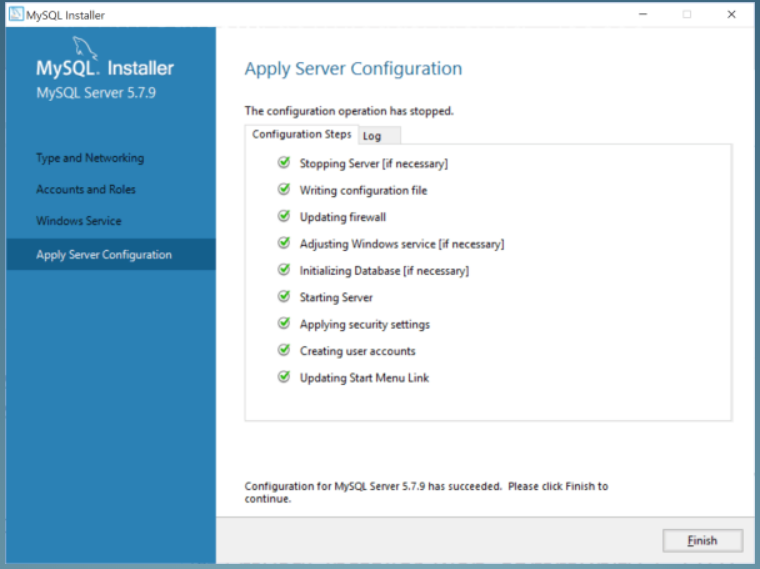 MySQL Installer
MySQL. Installer
MySQL Server 5.7.9
Type and Networking
Accounts and Roles
Windows Service
Apply Server Configuration
Apply Server Configuration
The configuration operation has stopped.
Configuration Steps Log
Stopping Server [if necessary]
Writing configuration file
Updating firewall
Adjusting Windows service [if necessary]
Initializing Database [if necessary]
Starting Server
Applying security settings
Creating user accounts
Updating Start Menu Link
Configuration for MySQL Server 5.7.9 has succeeded. Please click Finish to
continue.
Finish